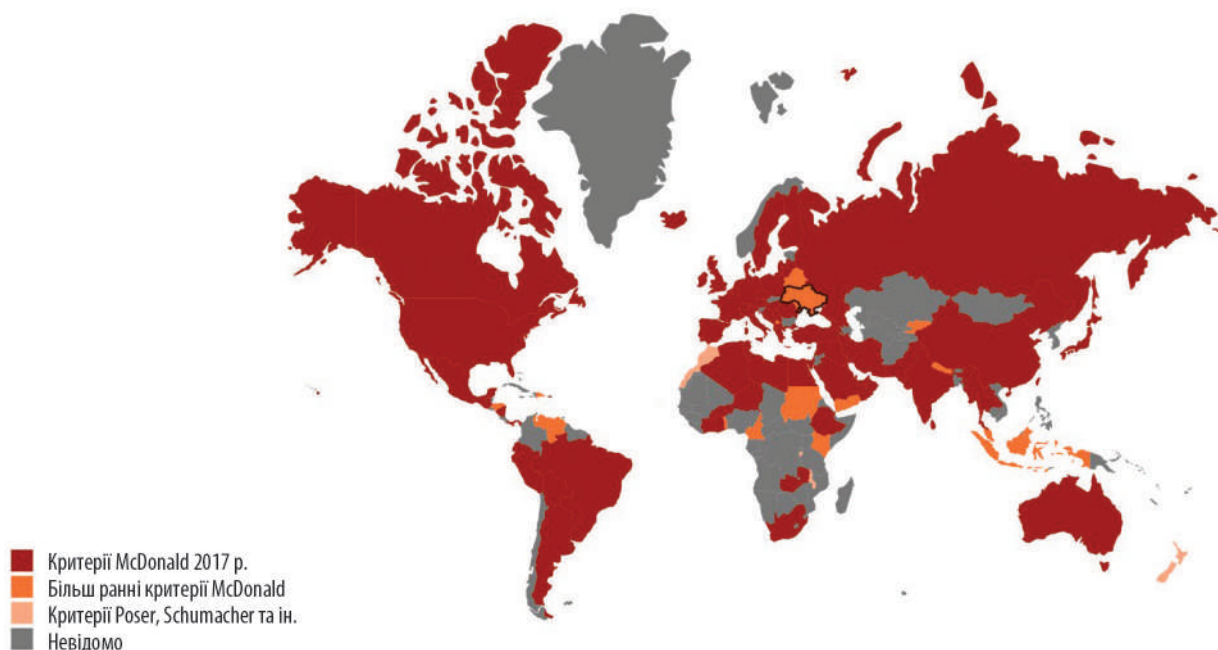 Критерії McDonald 2017 р.
Більш ранні критерії McDonald
Критерії Poser, Schumacher та ін.
Невідомо